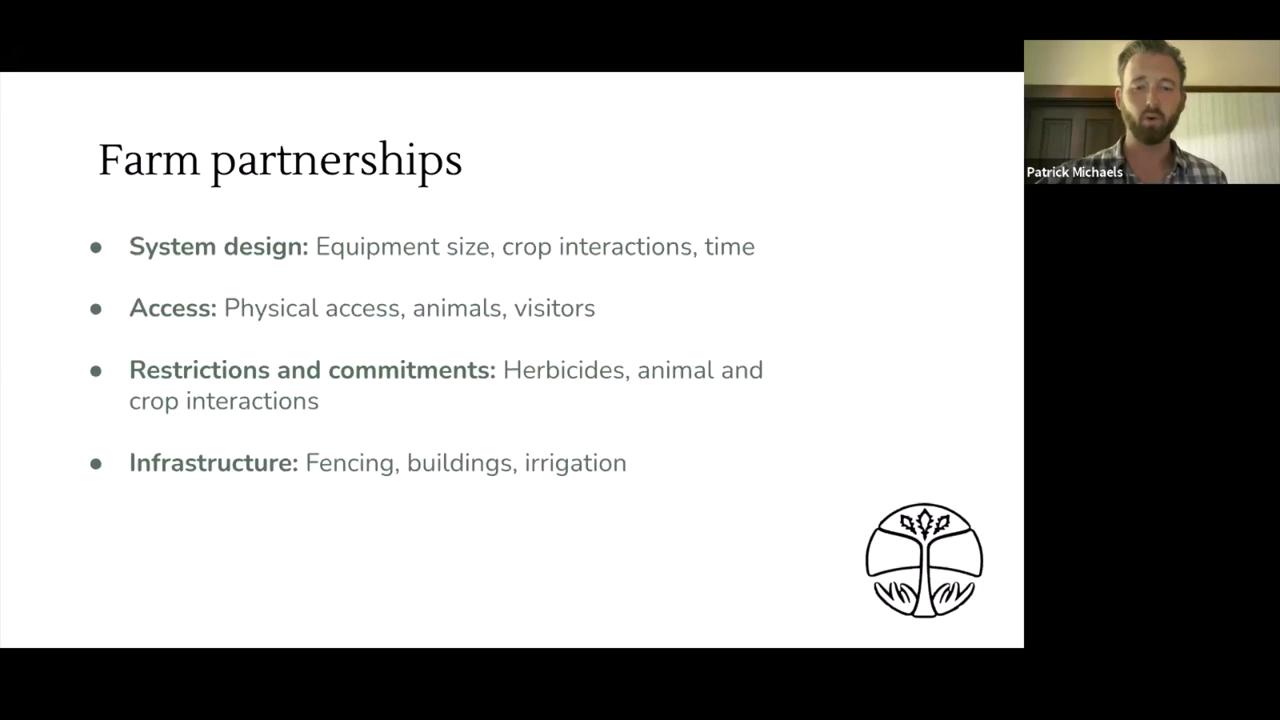 Farm partnerships
● System design: Equipment size, crop interactions, time
● Access: Physical access, animals, visitors
● Restrictions and commitments: Herbicides, animal and
crop interactions
● Infrastructure: Fencing, buildings, irrigation
Patrick Michaels